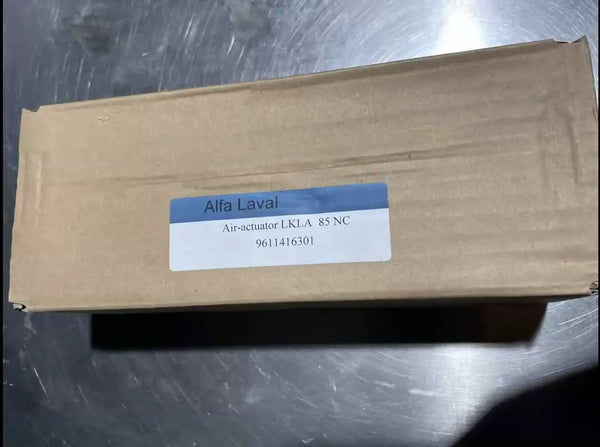 Alfa Laval
Air-actuator LKLA 85 NC
9611416301